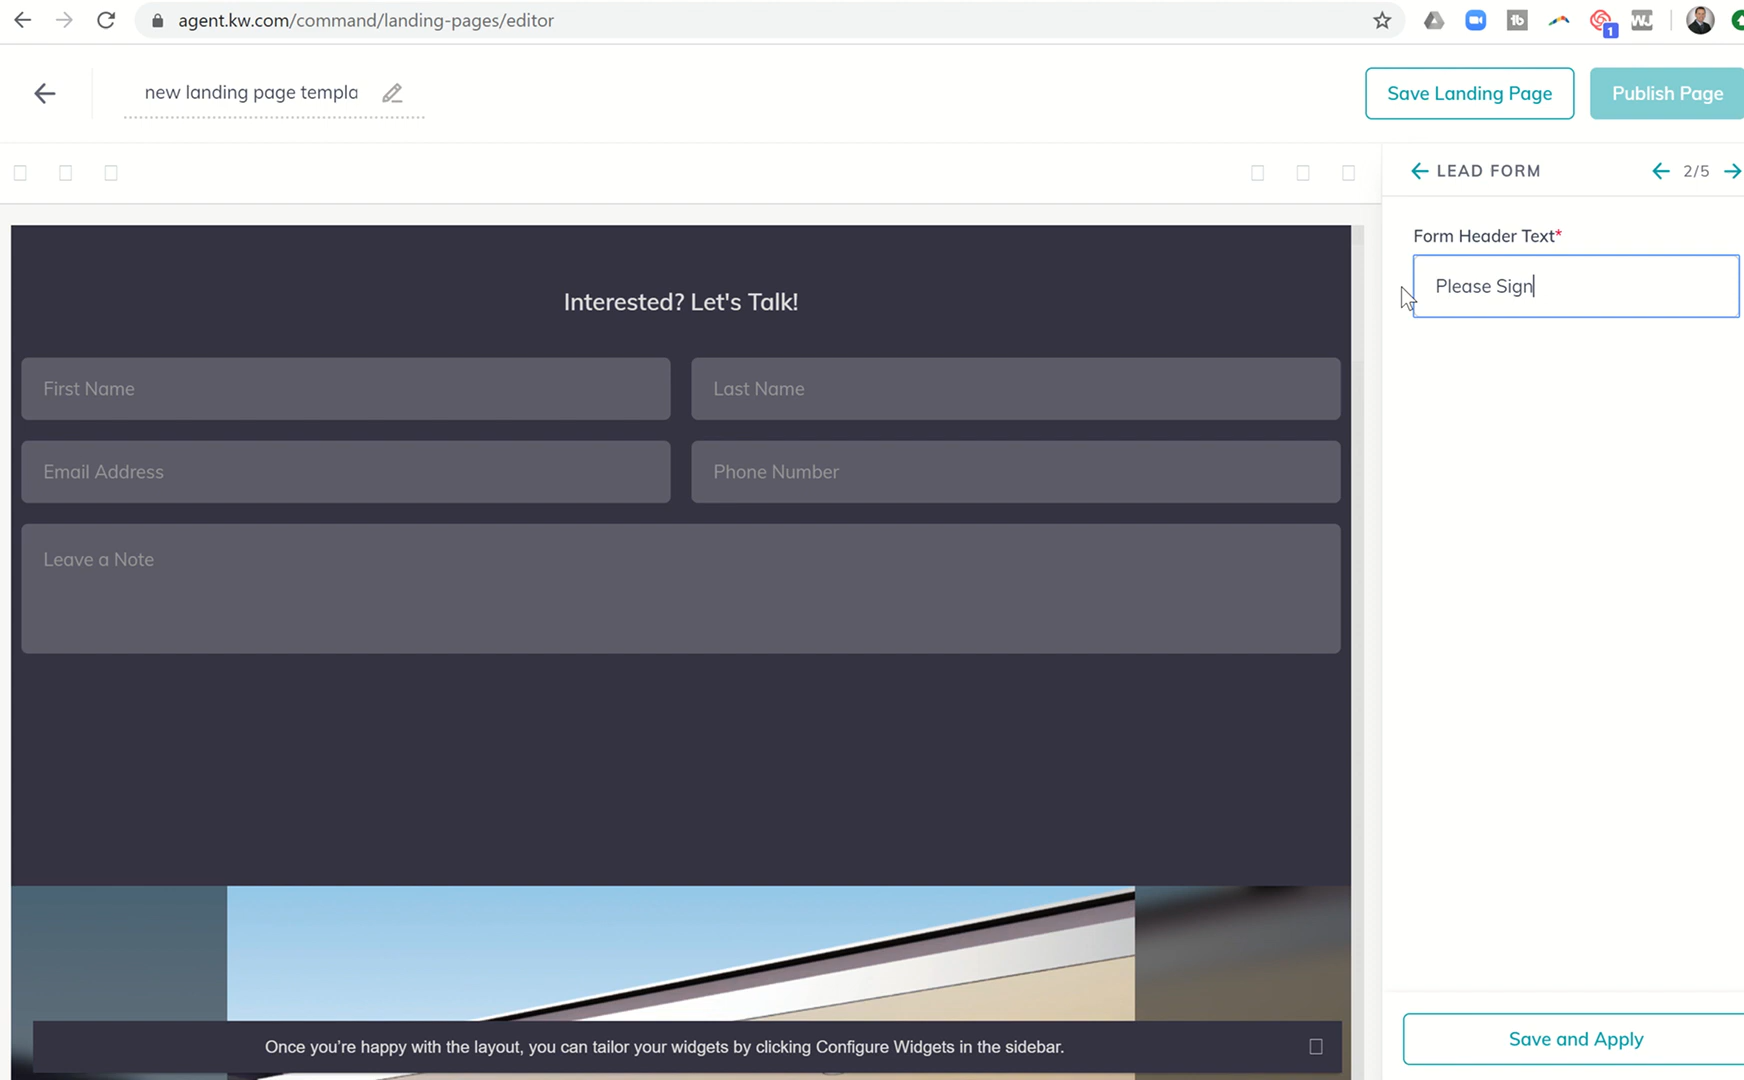 agent.kw.com/command/landing-pages/editor
1
new landing page templa
Save Landing Page
Publish Page
LEAD FORM
2/5
Form Header Text*
Please Sign
Interested? Let's Talk!
First Name
Last Name
Email Address
Phone Number
Leave a Note
Once you're happy with the layout, you can tailor your widgets by clicking Configure Widgets in the sidebar.
Save and Apply